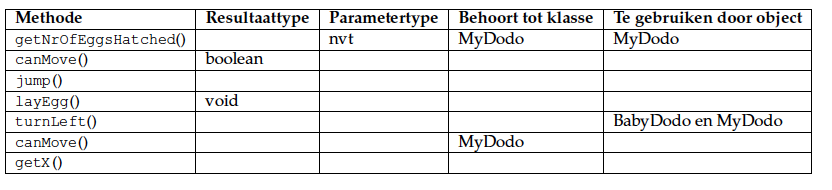 Methode Resultaattype Parametertype Behoort tot klasse Te gebruiken door object
getNrOfEggsHatched() nvt MyDodo MyDodo
canMove() boolean
jump()
layEgg() void
turnLeft() BabyDodo en MyDodo
canMove() MyDodo
getX()